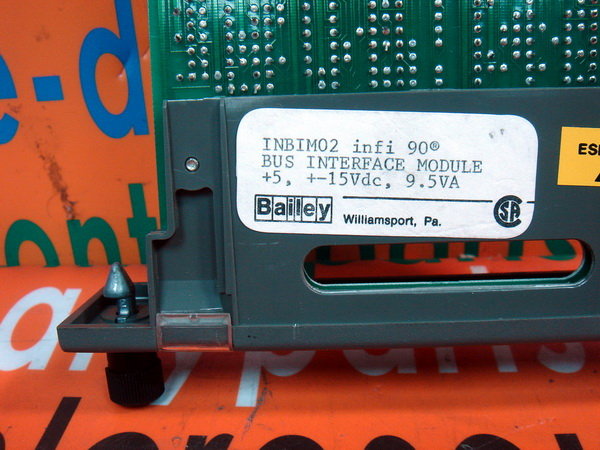 INBIM02 infi 90®
BUS INTERFACE MODULE
+5, +-15Vdc, 9.5VA
Bailey
Williamsport, Pa.